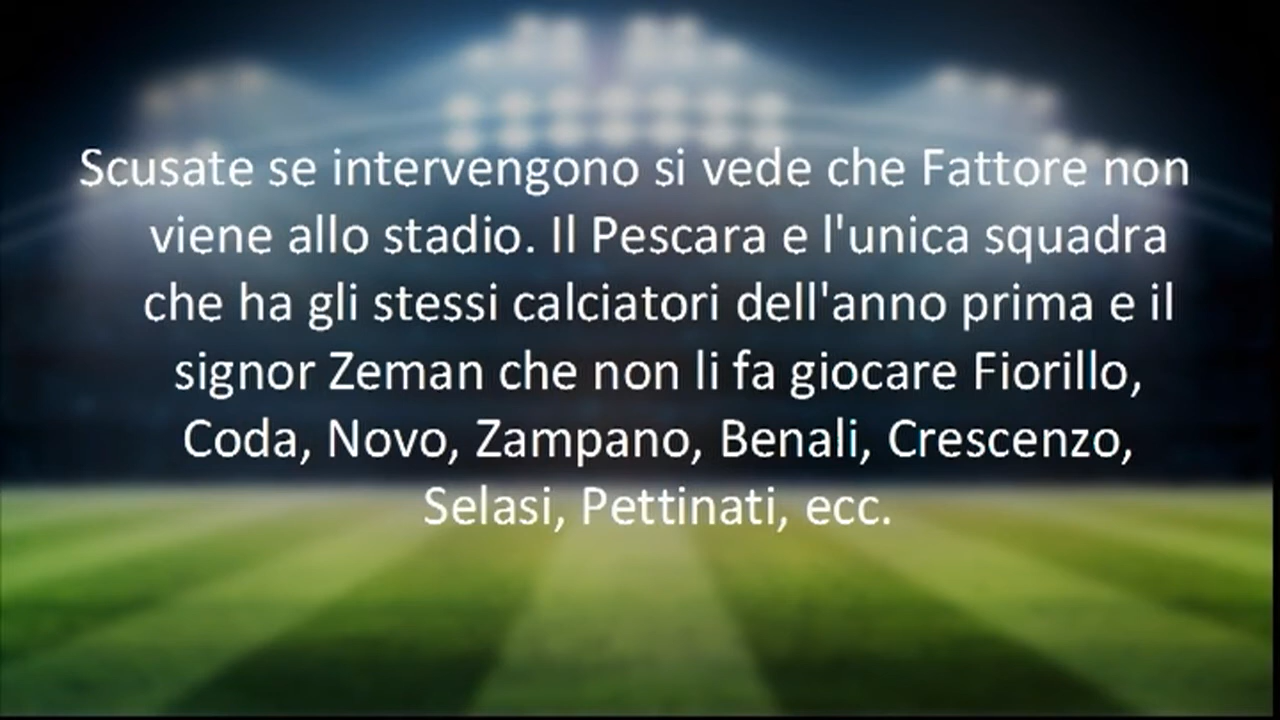 Scusate se intervengono si vede che Fattore non
viene allo stadio. Il Pescara e l'unica squadra
che ha gli stessi calciatori dell'anno prima e il
signor Zeman che non li fa giocare Fiorillo,
Coda, Novo, Zampano, Benali, Crescenzo,
Selasi, Pettinati, ecc.